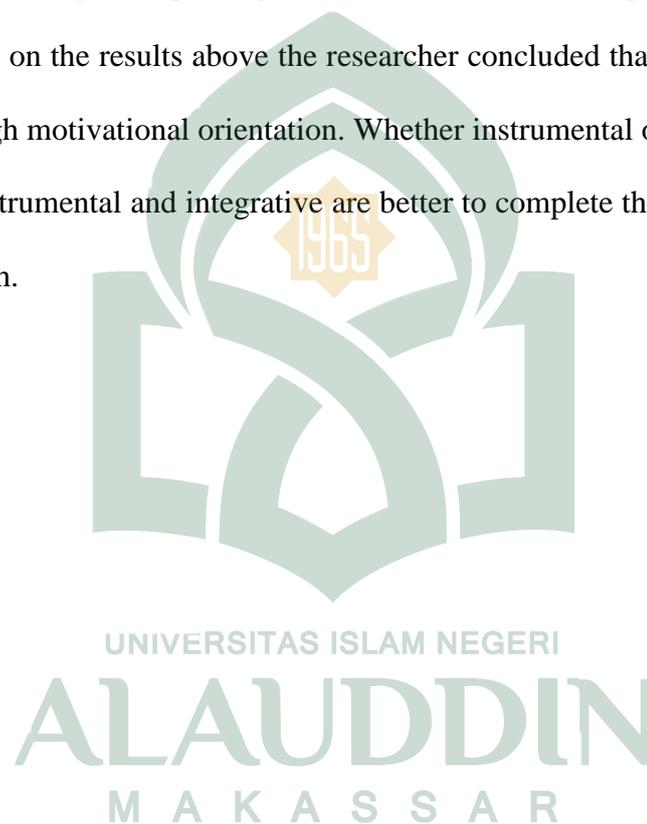 on the results above the researcher concluded tha
gh motivational orientation. Whether instrumental o
trumental and integrative are better to complete th
h.
1965
UNIVERSITAS ISLAM NEGERI
ALAUDDIN
MAKASSAR